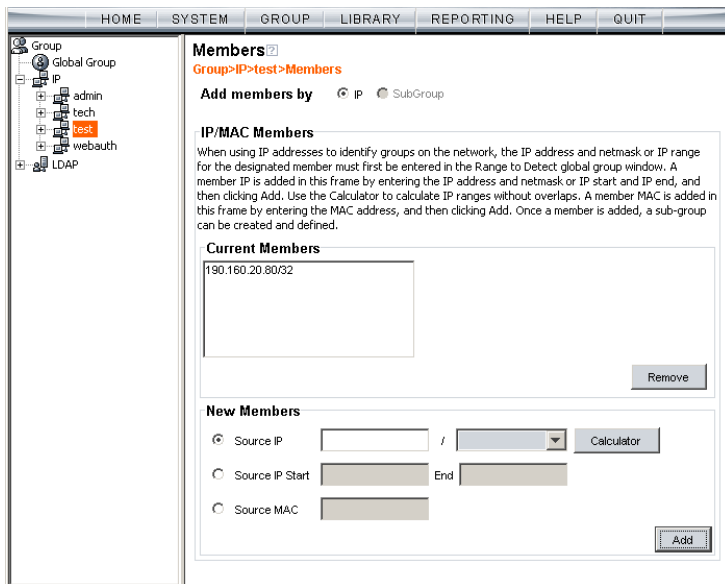 HOME SYSTEM GROUP LIBRARY REPORTING HELP QUIT
Group
Global Group
IP
admin
tech
test
webauth
LDAP
Members?
Group>IP>test>Members
Add members by IP SubGroup
IP/MAC Members
When using IP addresses to identify groups on the network, the IP address and netmask or IP range
for the designated member must first be entered in the Range to Detect global group window. A
member IP is added in this frame by entering the IP address and netmask or IP start and IP end, and
then clicking Add. Use the Calculator to calculate IP ranges without overlaps. A member MAC is added in
this frame by entering the MAC address, and then clicking Add. Once a member is added, a sub-group
can be created and defined.
Current Members
190.160.20.80/32
Remove
New Members
Source IP / Calculator
Source IP Start End
Source MAC
Add